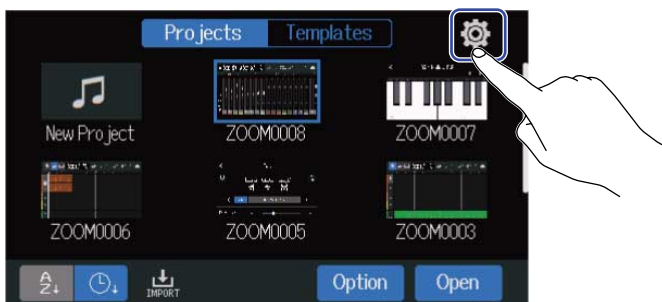 Projects Templates
New Project ZOOM0008 ZOOM0007
ZOOM0006 ZOOM0005 ZOOM0003
A
Z↓ ↓ IMPORT Option Open